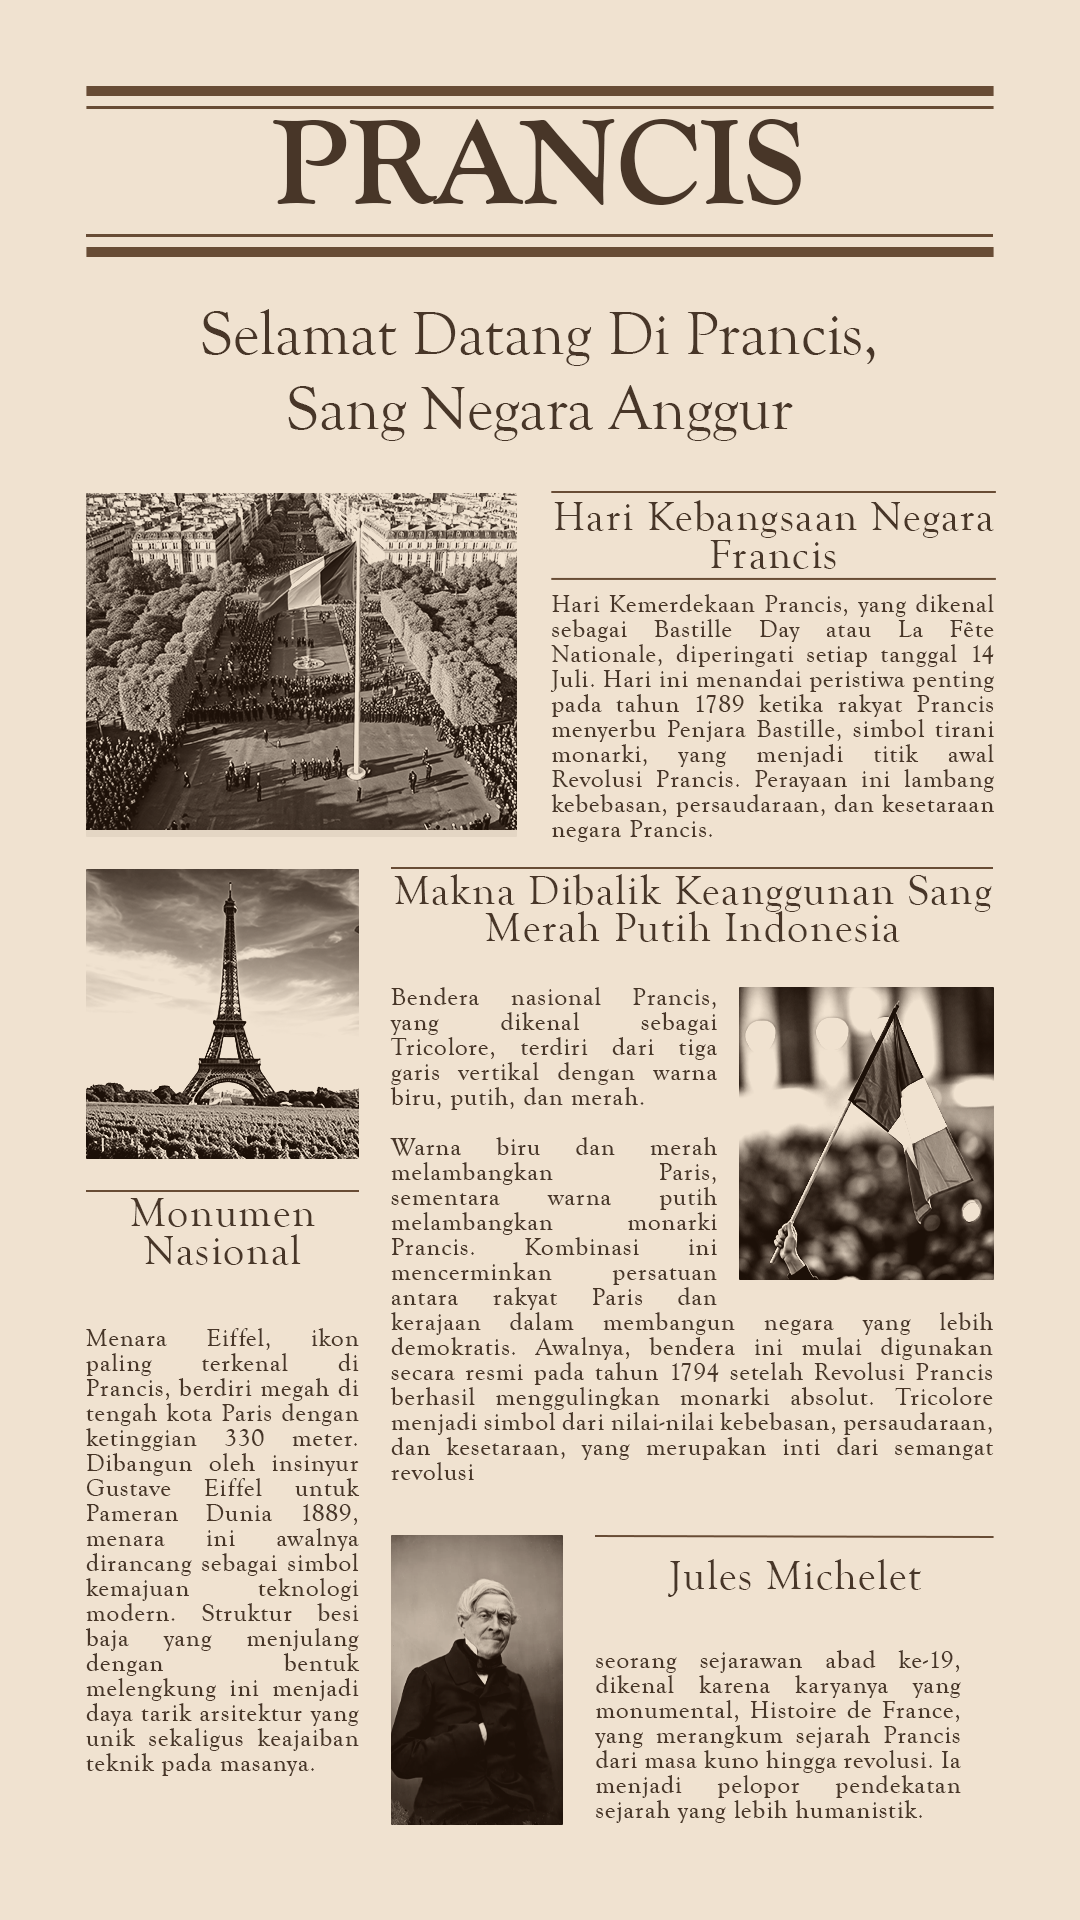 PRANCIS
Selamat Datang Di Prancis,
Sang Negara Anggur
Hari Kebangsaan Negara
Francis
Hari Kemerdekaan Prancis, yang dikenal
sebagai Bastille Day atau La Fête
Nationale, diperingati setiap tanggal 14
Juli. Hari ini menandai peristiwa penting
pada tahun 1789 ketika rakyat Prancis
menyerbu Penjara Bastille, simbol tirani
monarki, yang menjadi titik awal
Revolusi Prancis. Perayaan ini lambang
kebebasan, persaudaraan, dan kesetaraan
negara Prancis.
Makna Dibalik Keanggunan Sang
Merah Putih Indonesia
Bendera nasional Prancis,
yang dikenal sebagai
Tricolore, terdiri dari tiga
garis vertikal dengan warna
biru, putih, dan merah.
Warna biru dan merah
melambangkan Paris,
sementara warna putih
melambangkan monarki
Prancis. Kombinasi ini
mencerminkan persatuan
antara rakyat Paris dan
kerajaan dalam membangun negara yang lebih
demokratis. Awalnya, bendera ini mulai digunakan
secara resmi pada tahun 1794 setelah Revolusi Prancis
berhasil menggulingkan monarki absolut. Tricolore
menjadi simbol dari nilai-nilai kebebasan, persaudaraan,
dan kesetaraan, yang merupakan inti dari semangat
revolusi
Monumen
Nasional
Menara Eiffel, ikon
paling terkenal di
Prancis, berdiri megah di
tengah kota Paris dengan
ketinggian 330 meter.
Dibangun oleh insinyur
Gustave Eiffel untuk
Pameran Dunia 1889,
menara ini awalnya
dirancang sebagai simbol
kemajuan teknologi
modern. Struktur besi
baja yang menjulang
dengan bentuk
melengkung ini menjadi
daya tarik arsitektur yang
unik sekaligus keajaiban
teknik pada masanya.
Jules Michelet
seorang sejarawan abad ke-19,
dikenal karena karyanya yang
monumental, Histoire de France,
yang merangkum sejarah Prancis
dari masa kuno hingga revolusi. Ia
menjadi pelopor pendekatan
sejarah yang lebih humanistik.